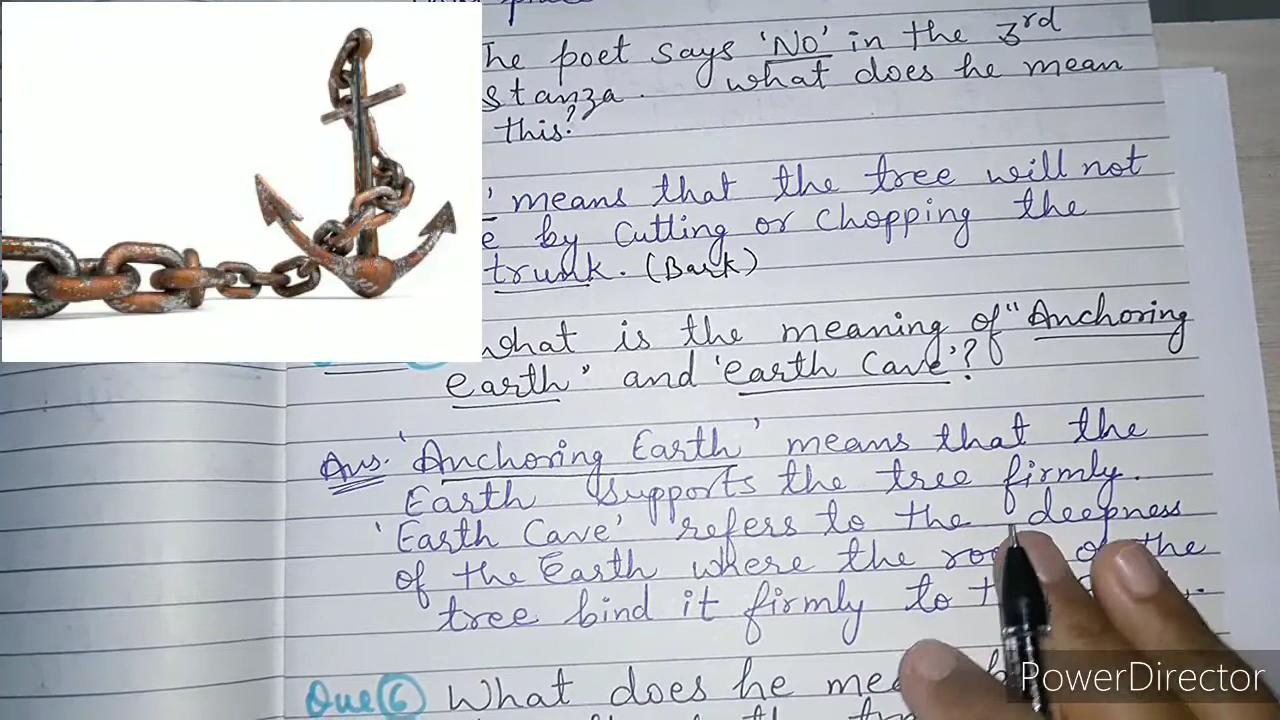 The poet says 'No' in the 3rd
stanza. what does he mean
this?
' means that the tree will not
by cutting or chopping the
trunk. (Bark)
what is the meaning of "Anchoring
earth" and 'earth Cave'?
Ans. 'Anchoring Earth' means that the
Earth supports the tree firmly.
'Earth Cave' refers to the deepness
of the Earth where the of the
tree bind it firmly to
Que 6 What does he
PowerDirector